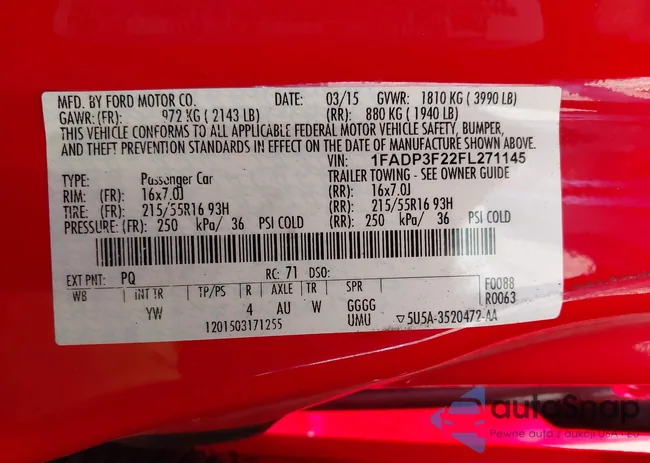 MFD. BY FORD MOTOR CO. DATE: 03/15 GVWR: 1810 KG ( 3990 LB)
GAWR: (FR): 972 KG ( 2143 LB) (RR): 880 KG ( 1940 LB)
THIS VEHICLE CONFORMS TO ALL APPLICABLE FEDERAL MOTOR VEHICLE SAFETY, BUMPER,
AND THEFT PREVENTION STANDARDS IN EFFECT ON THE DATE OF MANUFACTURE SHOWN ABOVE.
VIN: 1FADP3F22FL271145
TYPE: Passenger Car TRAILER TOWING - SEE OWNER GUIDE
RIM: (FR): 16x7.0J (RR): 16x7.0J
TIRE: (FR): 215/55R16 93H (RR): 215/55R16 93H
PRESSURE: (FR): 250 kPa/ 36 PSI COLD (RR): 250 kPa/ 36 PSI COLD
EXT PNT: PQ RC: 71 DSO: F0088
WB INT TR TP/PS R AXLE TR SPR R0063
YW 4 AU W GGGG
1201503171255 UMU ▽ 5U5A-3520472-AA
autoSnap
Pewne auto z aukcji USA i EU